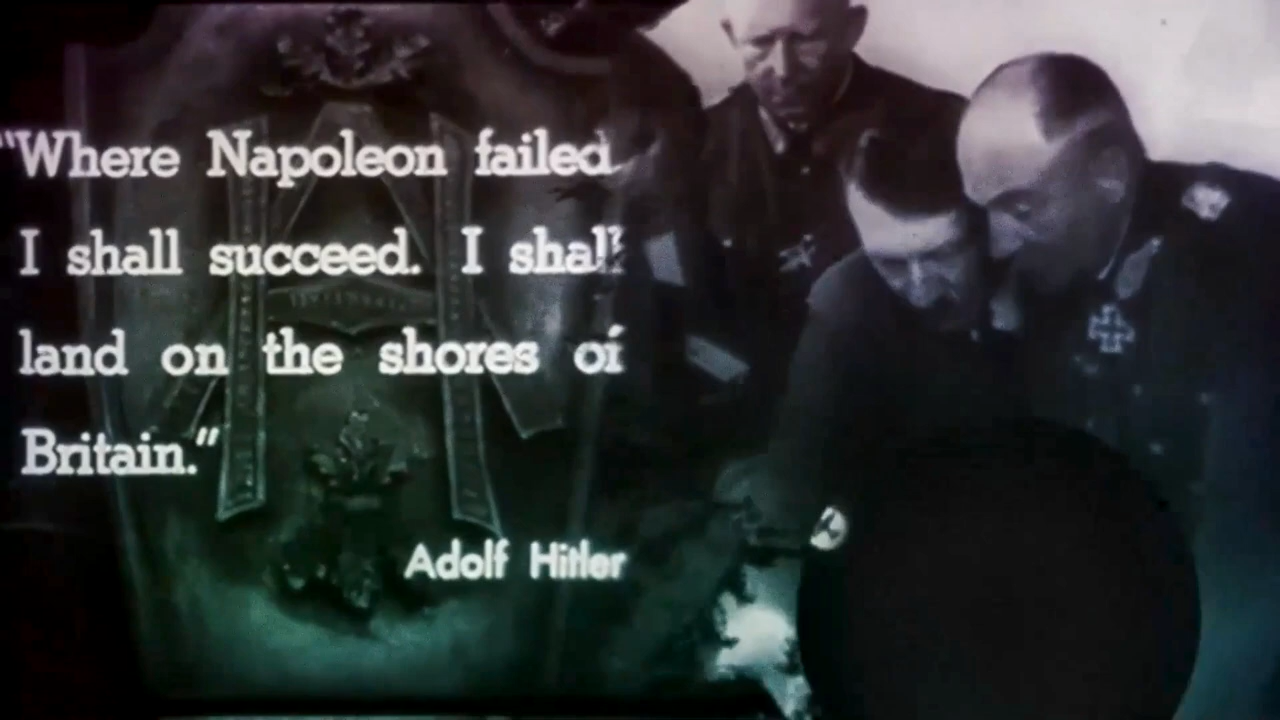 "Where Napoleon failed
I shall succeed. I shall
land on the shores of
Britain."
Adolf Hitler